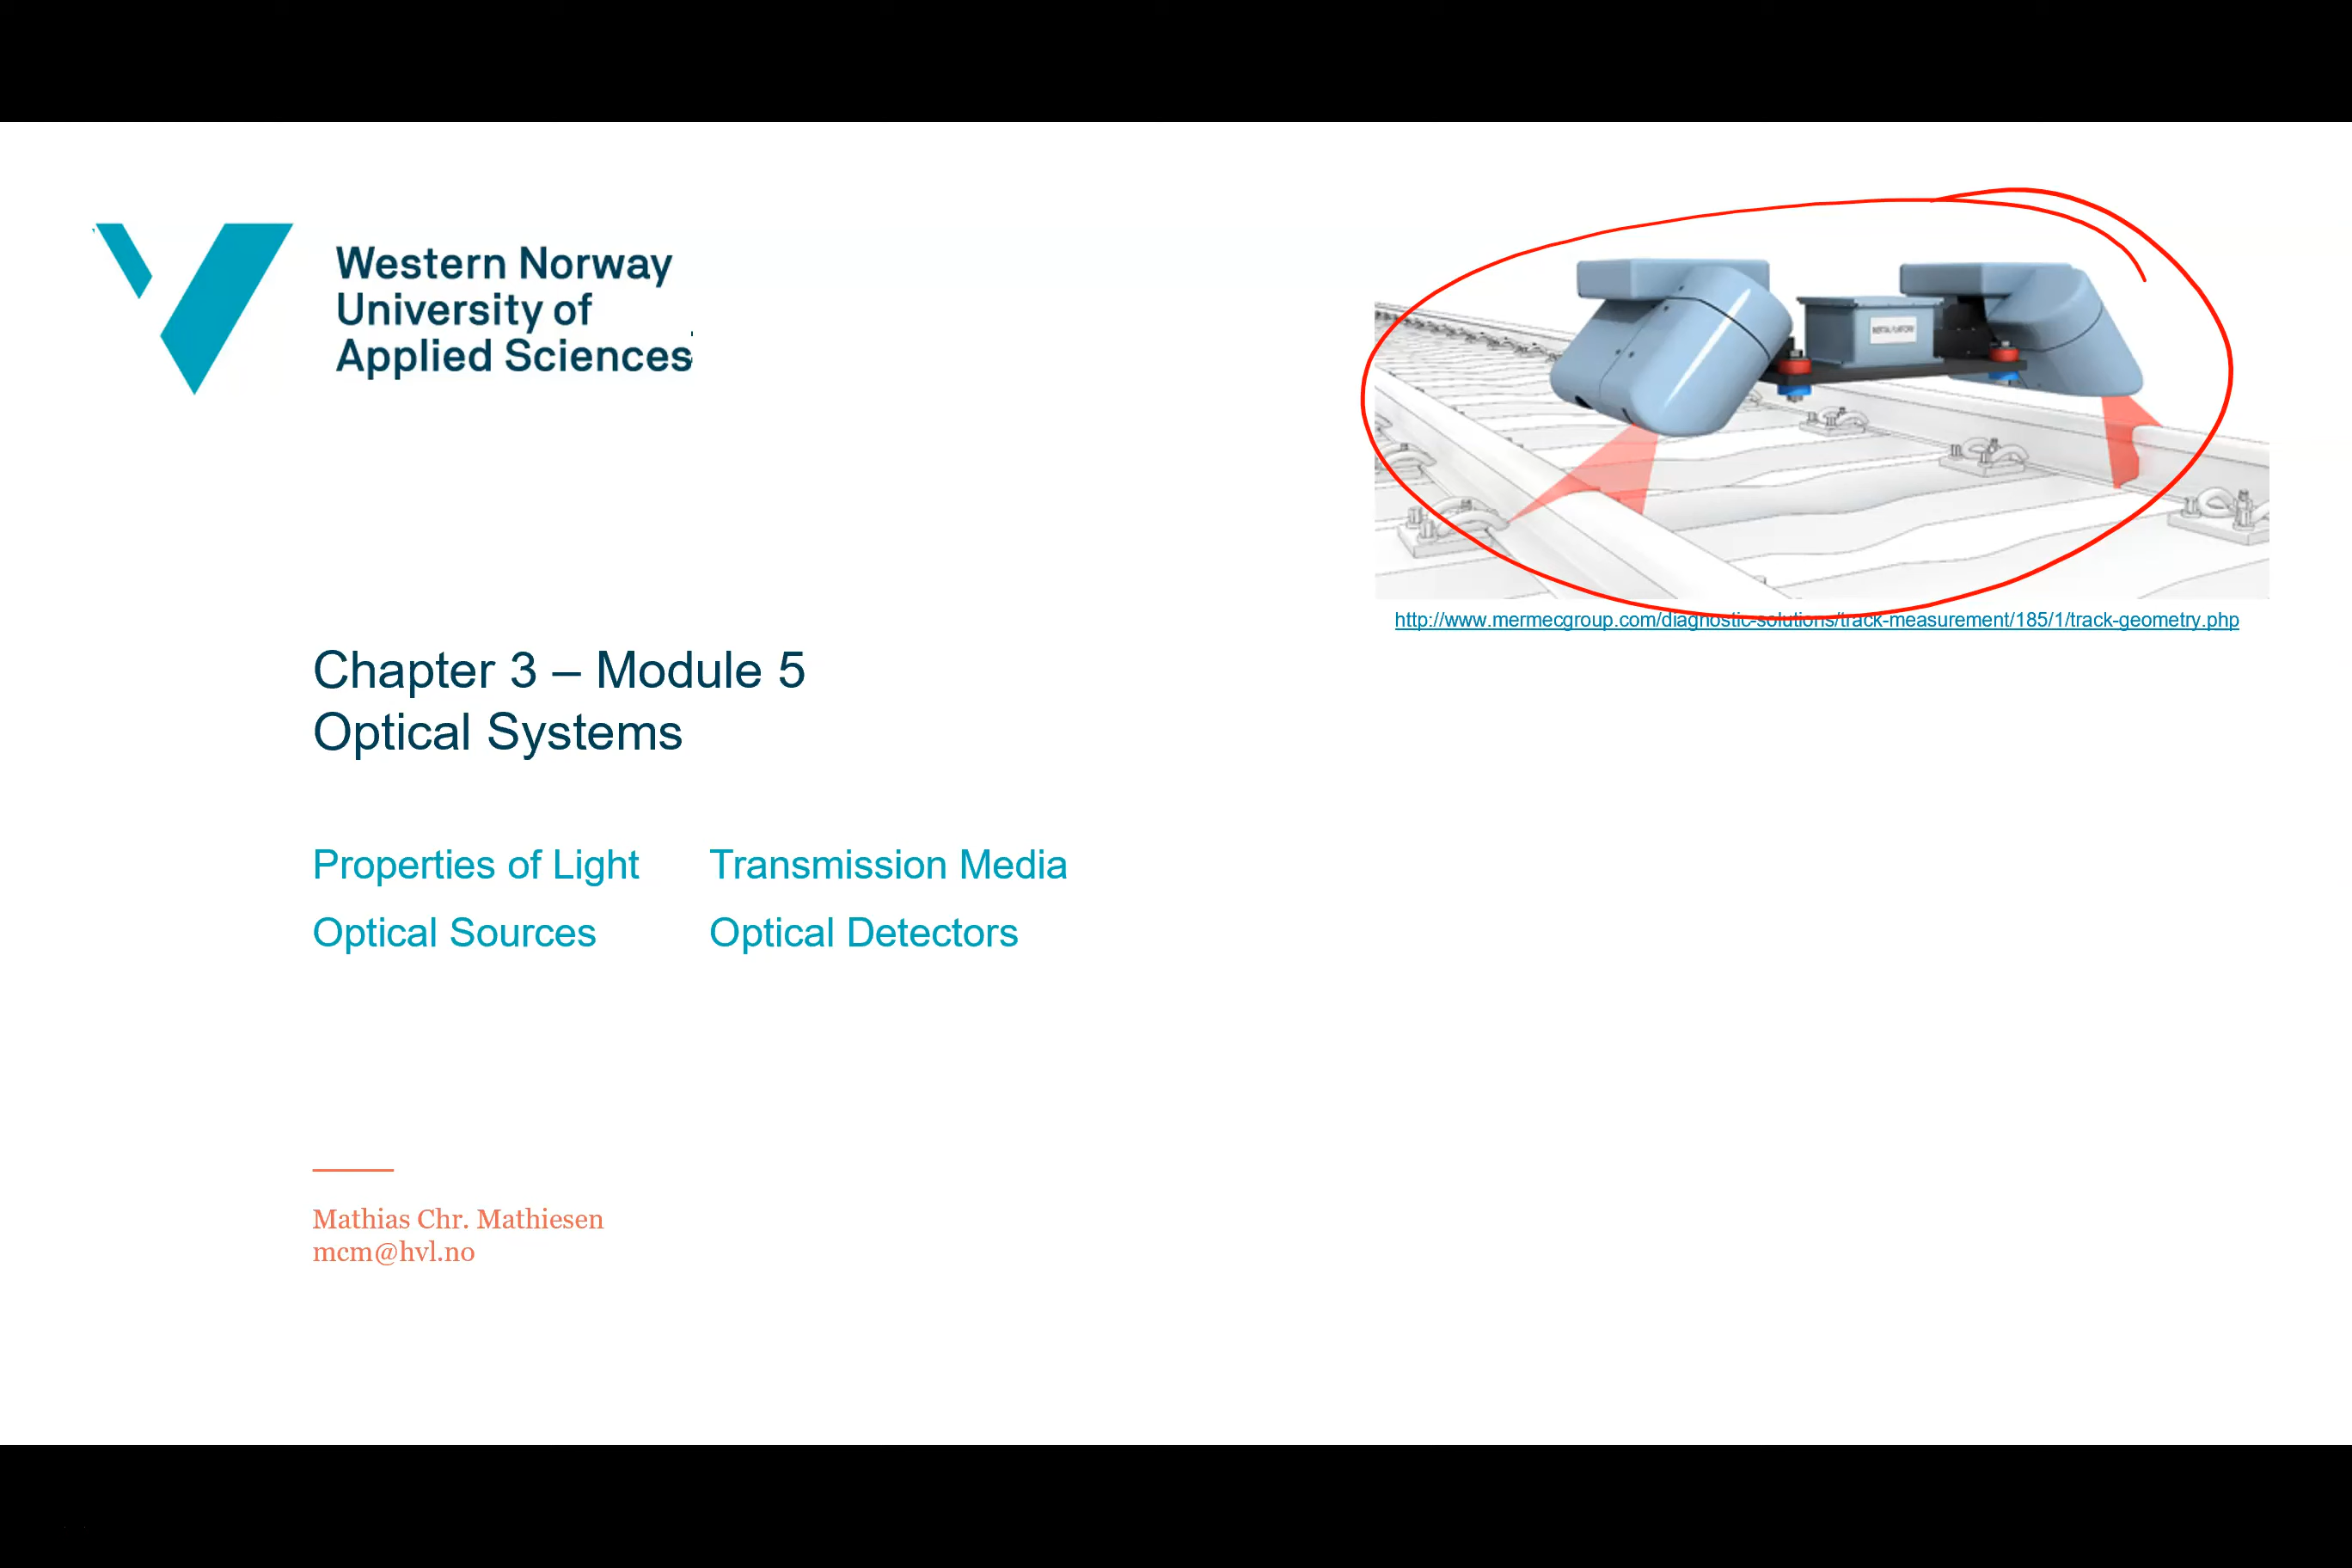 Western Norway
University of
Applied Sciences
http://www.mermecgroup.com/diagnostic-solutions/track-measurement/185/1/track-geometry.php
Chapter 3 – Module 5
Optical Systems
Properties of Light Transmission Media
Optical Sources Optical Detectors
Mathias Chr. Mathiesen
mcm@hvl.no